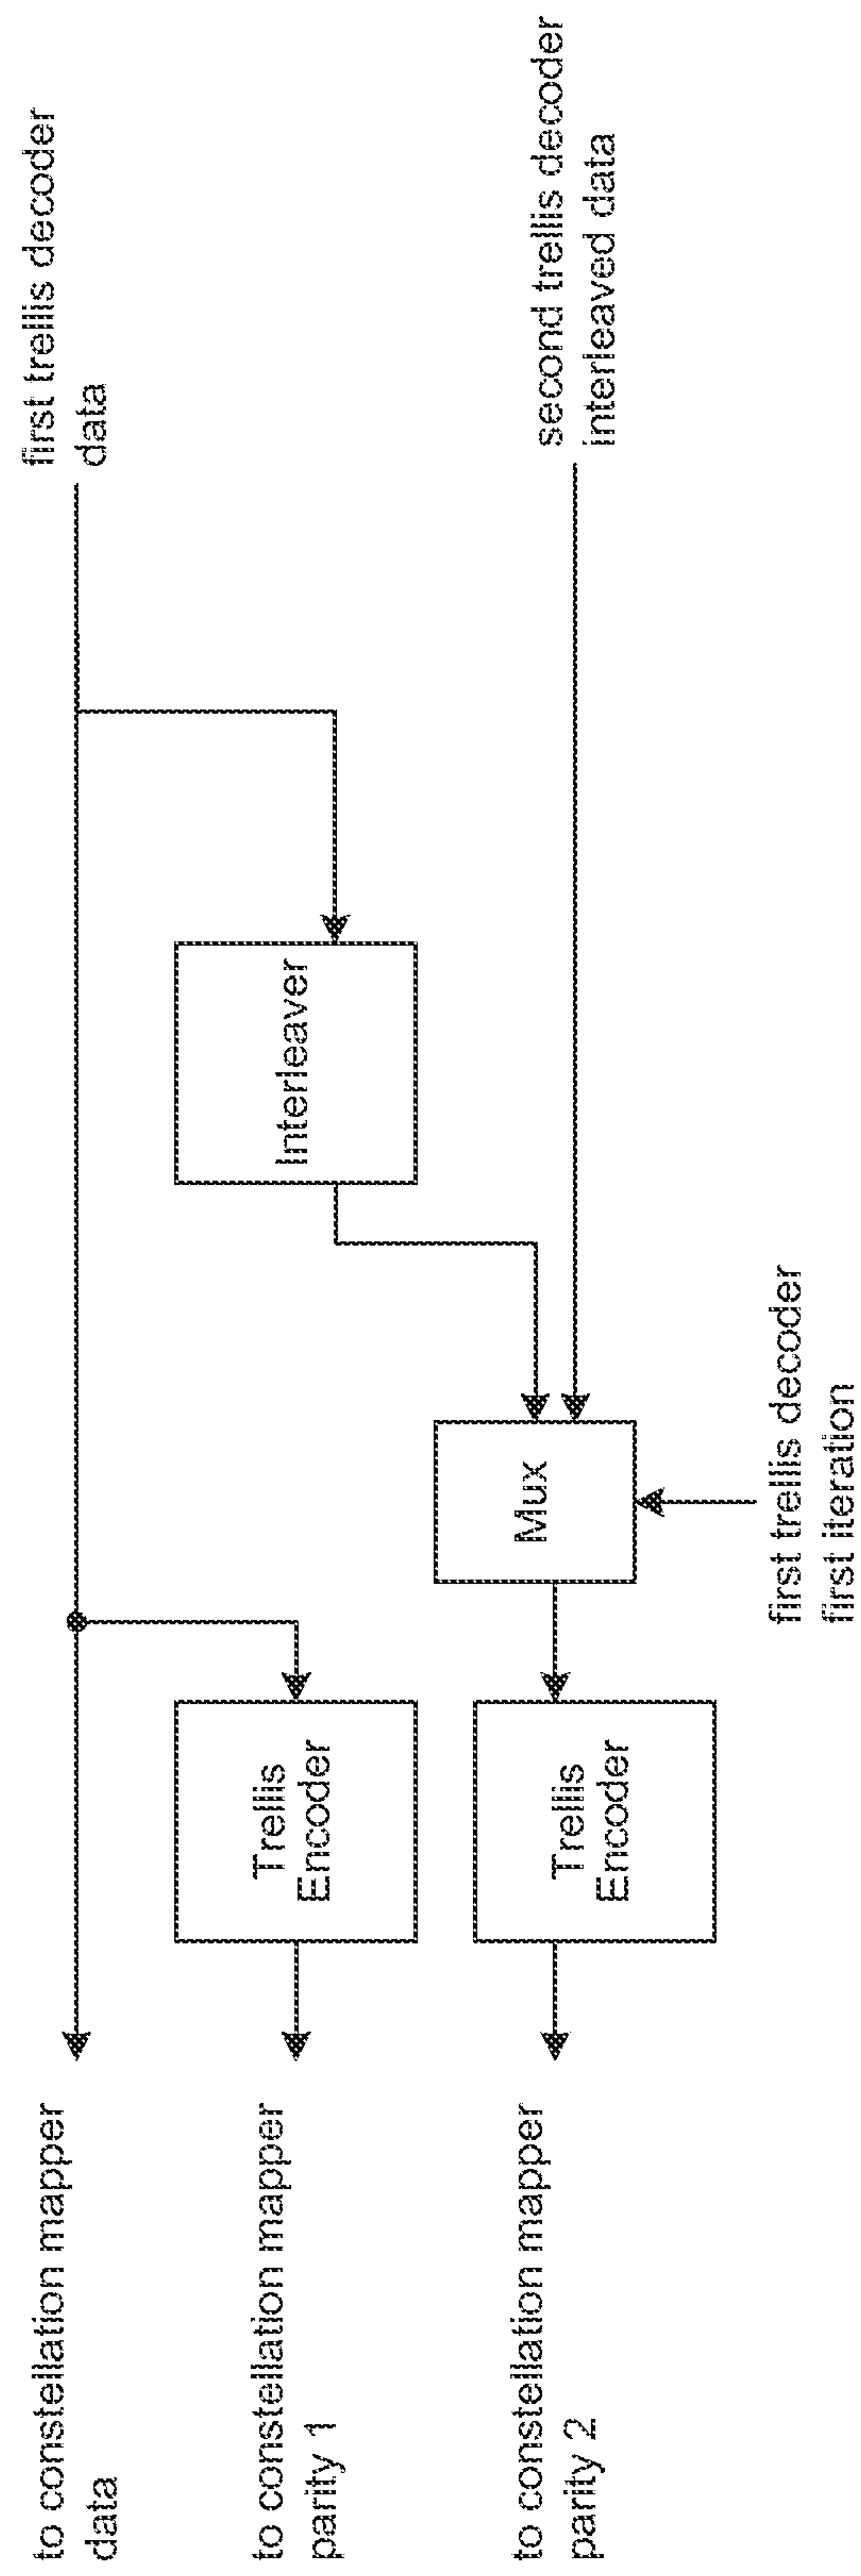 to constellation mapper
data
to constellation mapper
parity 1
to constellation mapper
parity 2
Trellis
Encoder
Trellis
Encoder
Mux
first trellis decoder
first iteration
Interleaver
first trellis decoder
data
second trellis decoder
interleaved data